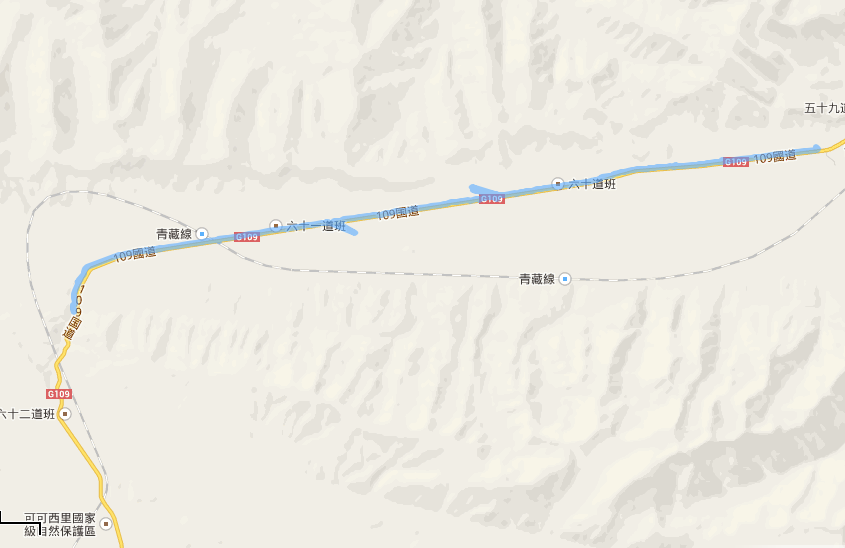 五十九道
G109
109國道
六十道班
G109
109國道
六十一道班
青藏線
G109
109國道
青藏線
109國道
G109
六十二道班
可可西里國家
級自然保護區